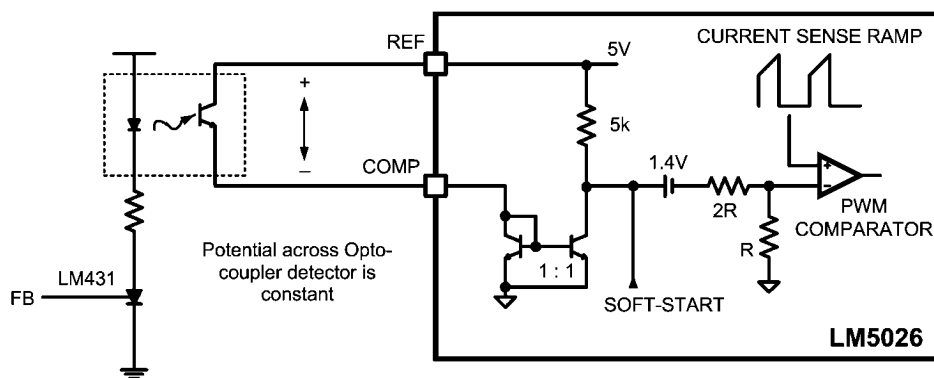 REF
5V
CURRENT SENSE RAMP
+
5k
–
COMP
1.4V
+
–
2R
PWM
COMPARATOR
R
Potential across Opto-
coupler detector is
constant
1 : 1
LM431
FB
SOFT-START
LM5026